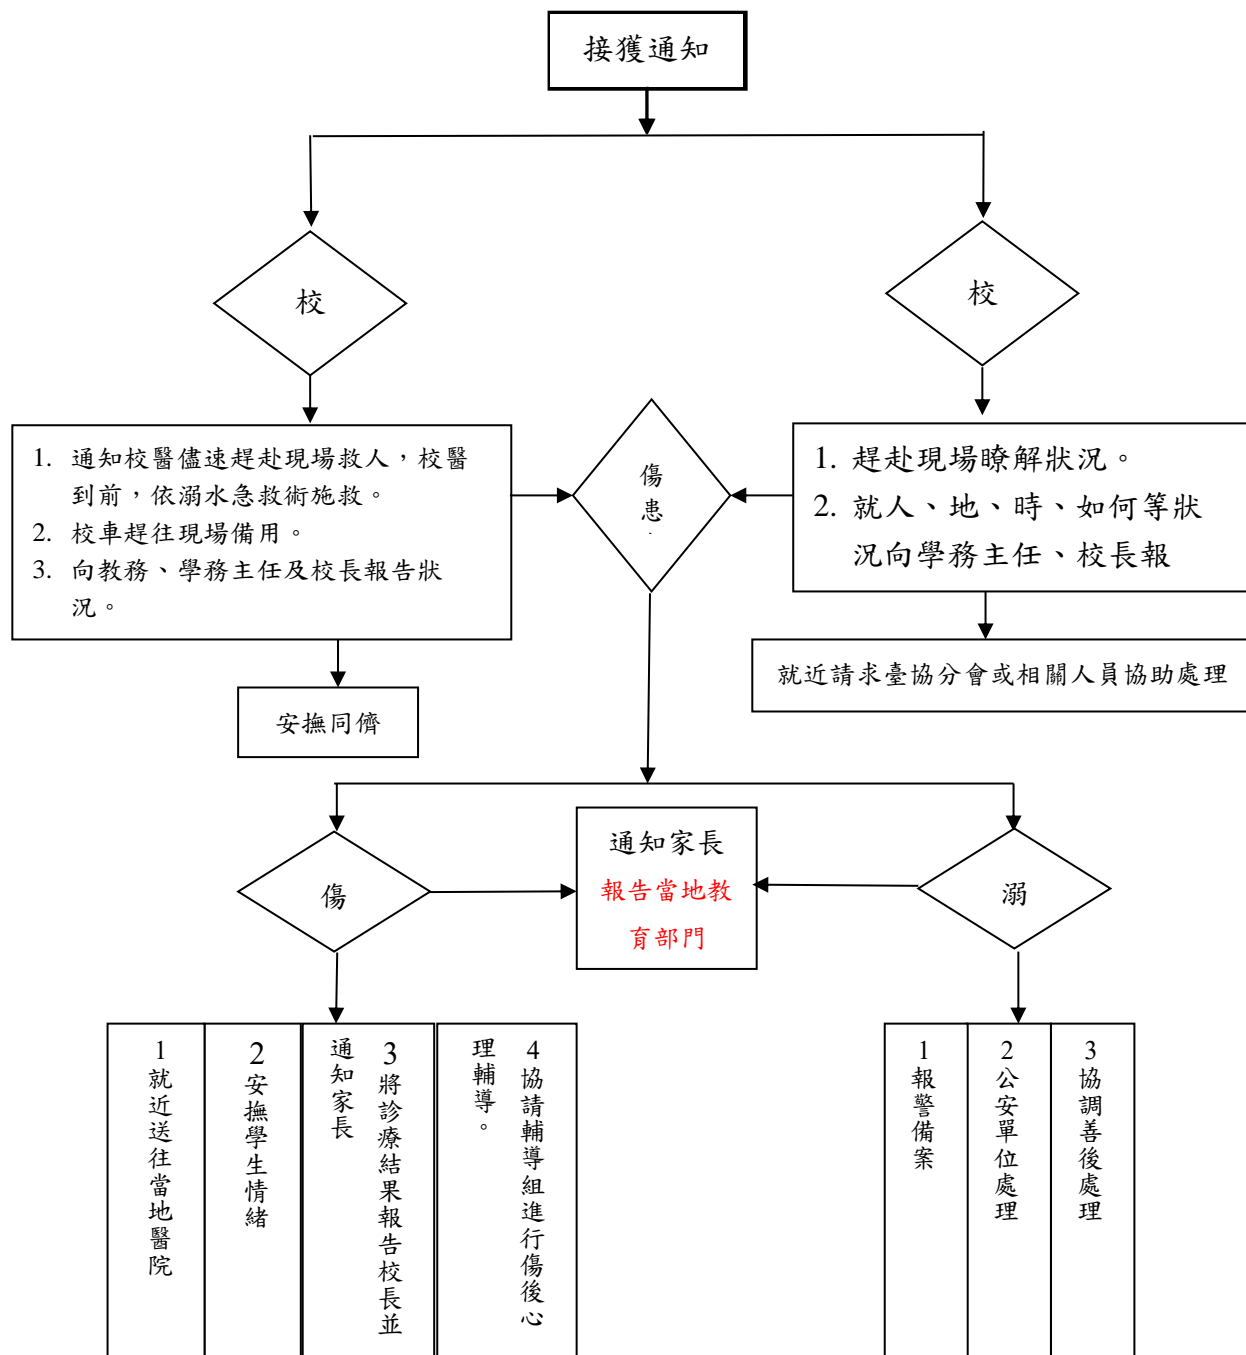 接獲通知
校
校
1. 通知校醫儘速趕赴現場救人，校醫
到前，依溺水急救術施救。
2. 校車趕往現場備用。
3. 向教務、學務主任及校長報告狀
況。
傷
患
1. 趕赴現場瞭解狀況。
2. 就人、地、時、如何等狀
況向學務主任、校長報
安撫同儕
就近請求臺協分會或相關人員協助處理
傷
通知家長
報告當地教
育部門
溺
1就近送往當地醫院
2安撫學生情緒
3將診療結果報告校長並
通知家長
4協請輔導組進行傷後心
理輔導。
1報警備案
2公安單位處理
3協調善後處理